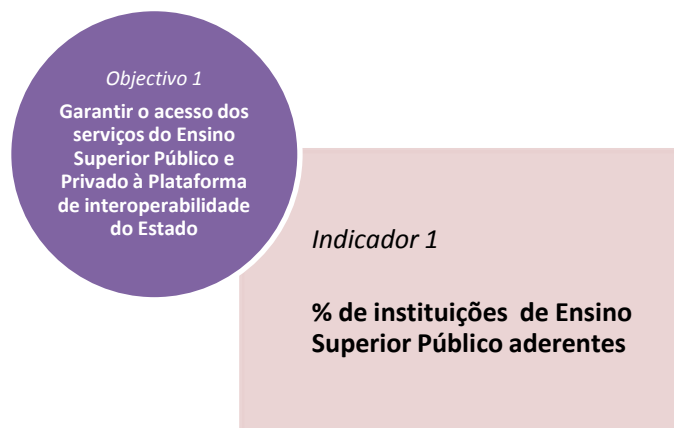 Objectivo 1
Garantir o acesso dos
serviços do Ensino
Superior Público e
Privado à Plataforma
de interoperabilidade
do Estado
Indicador 1
% de instituições  de Ensino
Superior Público aderentes